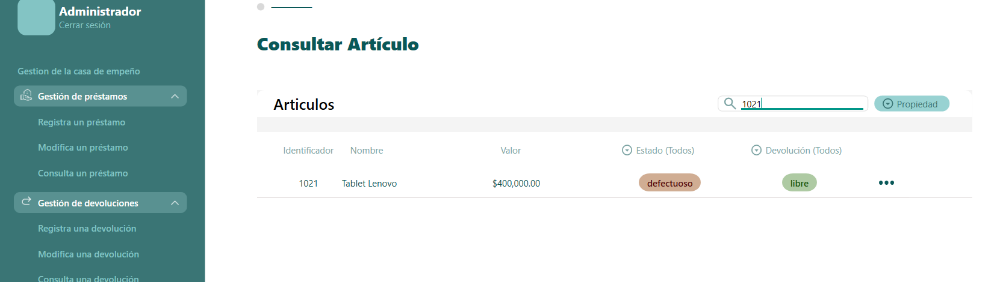 Administrador
Cerrar sesión
Gestion de la casa de empeño
Gestión de préstamos
Registra un préstamo
Modifica un préstamo
Consulta un préstamo
Gestión de devoluciones
Registra una devolución
Modifica una devolución
Consulta una devolución
Consultar Artículo
Articulos
1021
Propiedad
Identificador Nombre Valor Estado (Todos) Devolución (Todos)
1021 Tablet Lenovo $400,000.00 defectuoso libre